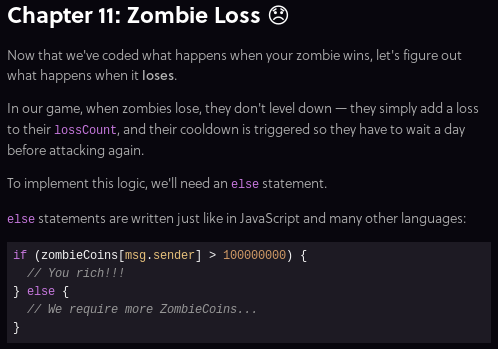 Chapter 11: Zombie Loss 😞
Now that we've coded what happens when your zombie wins, let's figure out
what happens when it loses.
In our game, when zombies lose, they don't level down — they simply add a loss
to their lossCount, and their cooldown is triggered so they have to wait a day
before attacking again.
To implement this logic, we'll need an else statement.
else statements are written just like in JavaScript and many other languages:
if (zombieCoins[msg.sender] > 100000000) {
  // You rich!!!
} else {
  // We require more ZombieCoins...
}